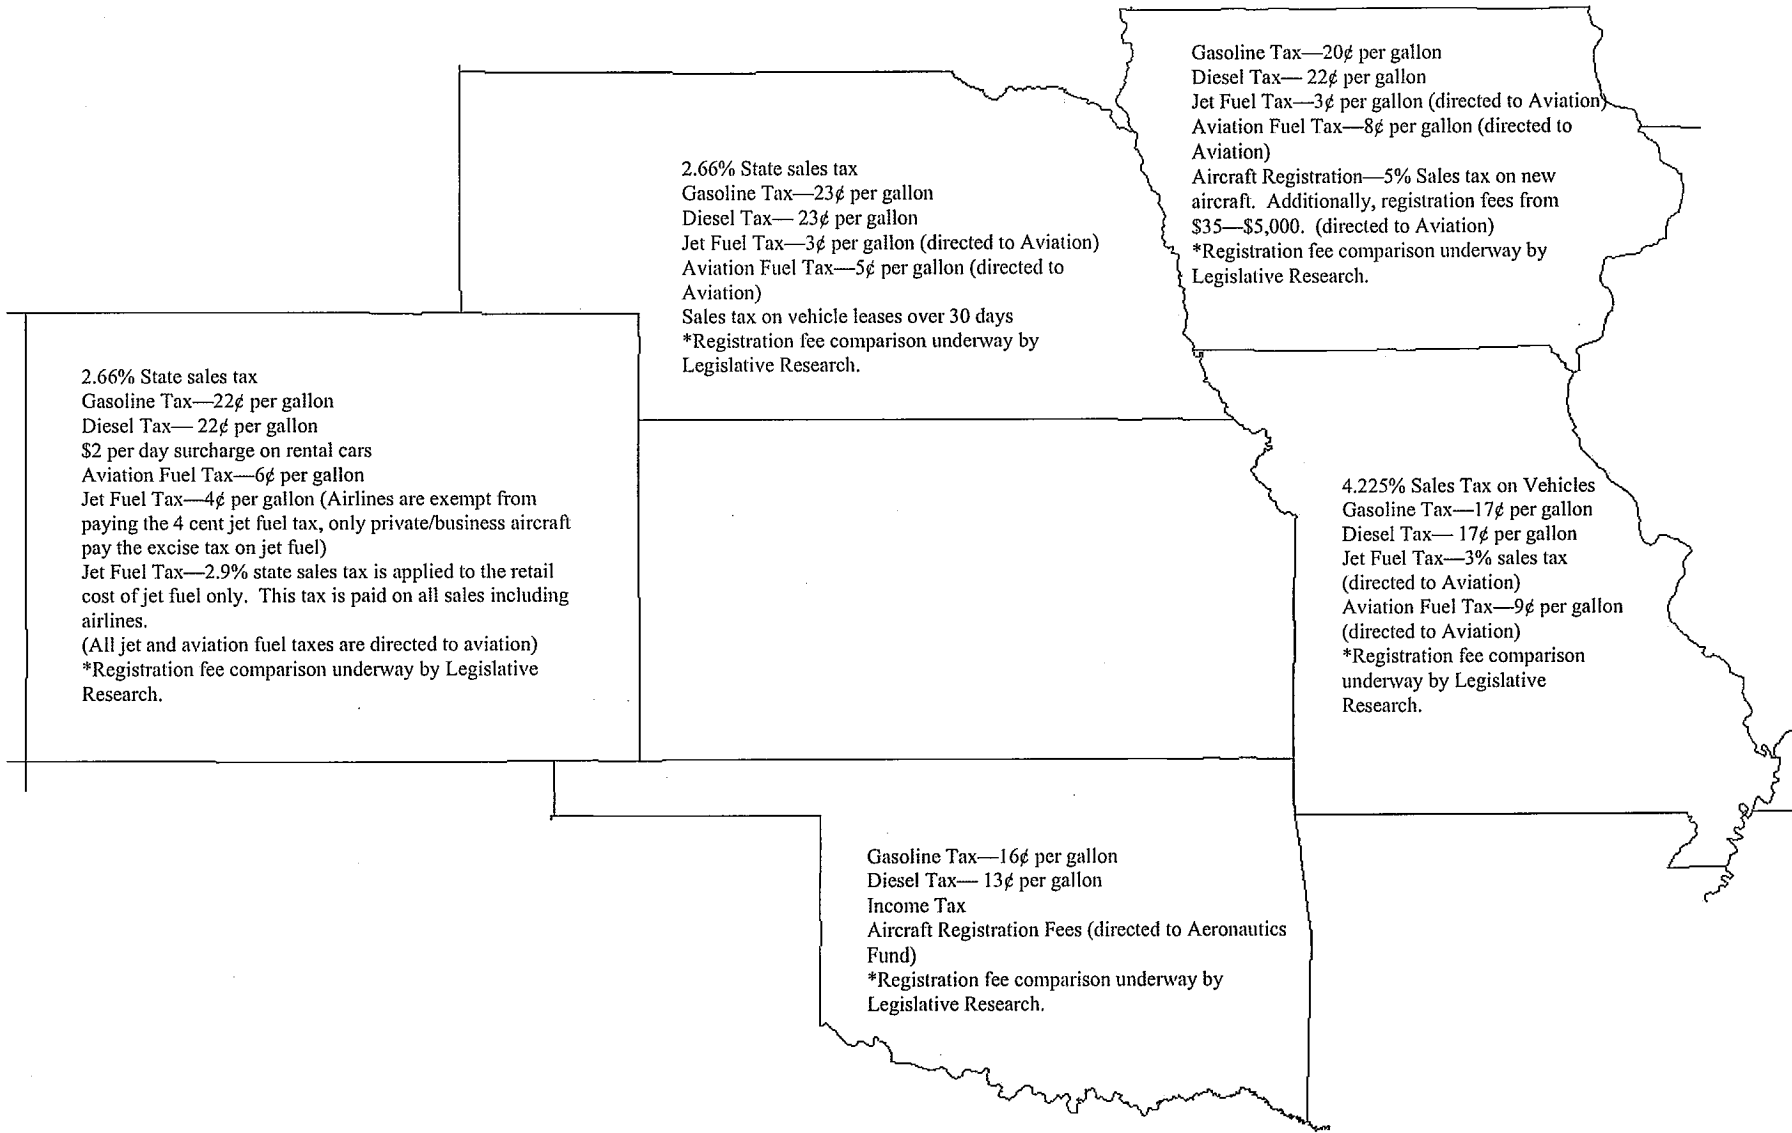 Gasoline Tax—20¢ per gallon
Diesel Tax— 22¢ per gallon
Jet Fuel Tax—3¢ per gallon (directed to Aviation)
Aviation Fuel Tax—8¢ per gallon (directed to
Aviation)
Aircraft Registration—5% Sales tax on new
aircraft. Additionally, registration fees from
$35—$5,000. (directed to Aviation)
*Registration fee comparison underway by
Legislative Research.
2.66% State sales tax
Gasoline Tax—23¢ per gallon
Diesel Tax— 23¢ per gallon
Jet Fuel Tax—3¢ per gallon (directed to Aviation)
Aviation Fuel Tax—5¢ per gallon (directed to
Aviation)
Sales tax on vehicle leases over 30 days
*Registration fee comparison underway by
Legislative Research.
2.66% State sales tax
Gasoline Tax—22¢ per gallon
Diesel Tax— 22¢ per gallon
$2 per day surcharge on rental cars
Aviation Fuel Tax—6¢ per gallon
Jet Fuel Tax—4¢ per gallon (Airlines are exempt from
paying the 4 cent jet fuel tax, only private/business aircraft
pay the excise tax on jet fuel)
Jet Fuel Tax—2.9% state sales tax is applied to the retail
cost of jet fuel only. This tax is paid on all sales including
airlines.
(All jet and aviation fuel taxes are directed to aviation)
*Registration fee comparison underway by Legislative
Research.
4.225% Sales Tax on Vehicles
Gasoline Tax—17¢ per gallon
Diesel Tax— 17¢ per gallon
Jet Fuel Tax—3% sales tax
(directed to Aviation)
Aviation Fuel Tax—9¢ per gallon
(directed to Aviation)
*Registration fee comparison
underway by Legislative
Research.
Gasoline Tax—16¢ per gallon
Diesel Tax— 13¢ per gallon
Income Tax
Aircraft Registration Fees (directed to Aeronautics
Fund)
*Registration fee comparison underway by
Legislative Research.